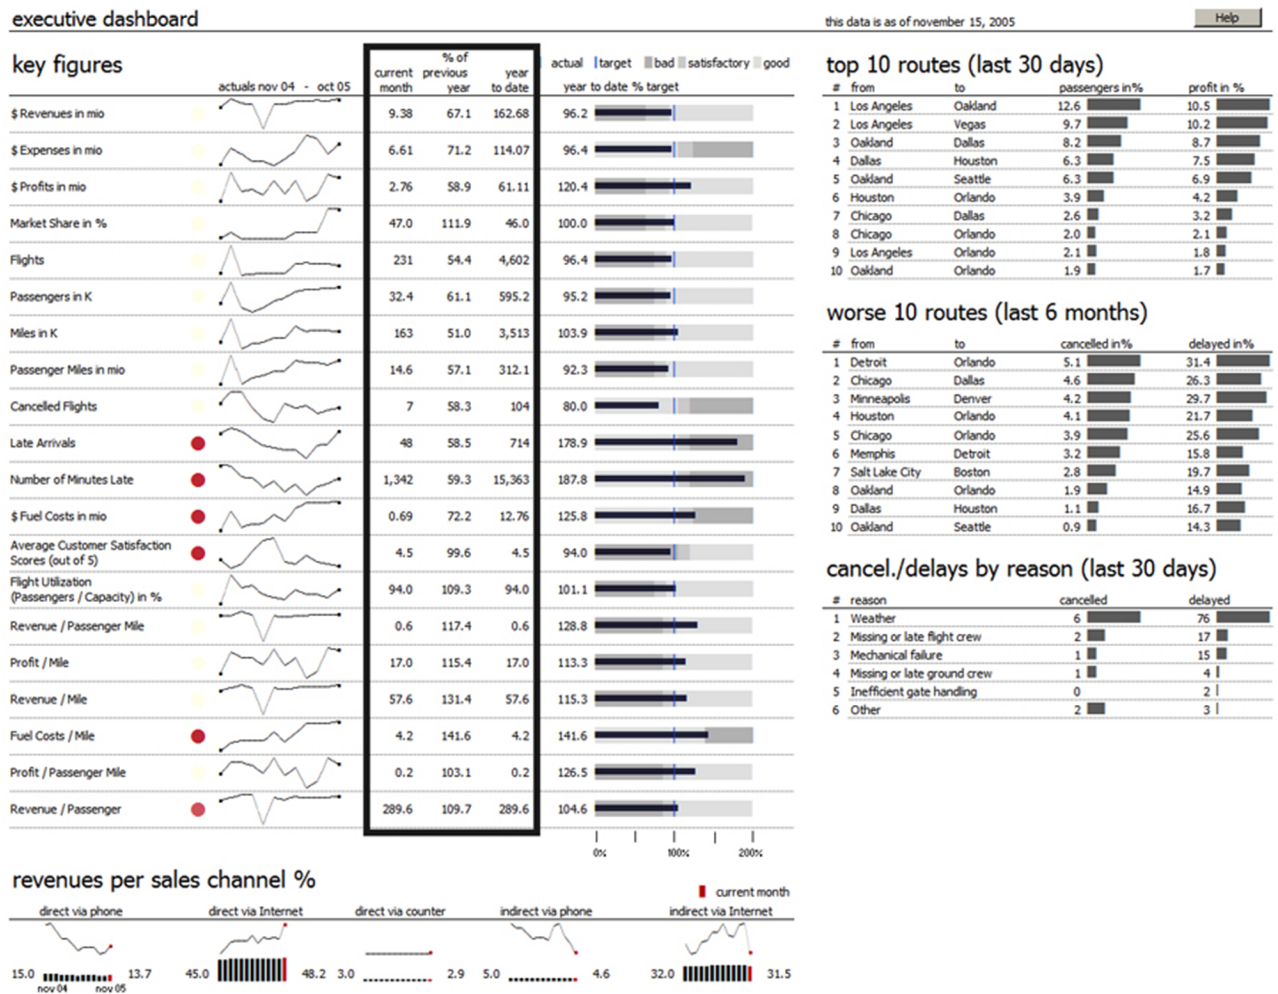 executive dashboard
this data is as of november 15, 2005
Help
key figures
actuals nov 04 - oct 05
current month
% of previous year
year to date
actual target bad satisfactory good
year to date % target
$ Revenues in mio 9.38 67.1 162.68 96.2
$ Expenses in mio 6.61 71.2 114.07 96.4
$ Profits in mio 2.76 58.9 61.11 120.4
Market Share in % 47.0 111.9 46.0 100.0
Flights 231 54.4 4,602 96.4
Passengers in K 32.4 61.1 595.2 95.2
Miles in K 163 51.0 3,513 103.9
Passenger Miles in mio 14.6 57.1 312.1 92.3
Cancelled Flights 7 58.3 104 80.0
Late Arrivals 48 58.5 714 178.9
Number of Minutes Late 1,342 59.3 15,363 187.8
$ Fuel Costs in mio 0.69 72.2 12.76 125.8
Average Customer Satisfaction
Scores (out of 5) 4.5 99.6 4.5 94.0
Flight Utilization
(Passengers / Capacity) in % 94.0 109.3 94.0 101.1
Revenue / Passenger Mile 0.6 117.4 0.6 128.8
Profit / Mile 17.0 115.4 17.0 113.3
Revenue / Mile 57.6 131.4 57.6 115.3
Fuel Costs / Mile 4.2 141.6 4.2 141.6
Profit / Passenger Mile 0.2 103.1 0.2 126.5
Revenue / Passenger 289.6 109.7 289.6 104.6
0% 100% 200%
revenues per sales channel %
current month
direct via phone direct via Internet direct via counter indirect via phone indirect via Internet
15.0 13.7 45.0 48.2 3.0 2.9 5.0 4.6 32.0 31.5
nov 04 nov 05
top 10 routes (last 30 days)
# from to passengers in% profit in %
1 Los Angeles Oakland 12.6 10.5
2 Los Angeles Vegas 9.7 10.2
3 Oakland Dallas 8.2 8.7
4 Dallas Houston 6.3 7.5
5 Oakland Seattle 6.3 6.9
6 Houston Orlando 3.9 4.2
7 Chicago Dallas 2.6 3.2
8 Chicago Orlando 2.0 2.1
9 Los Angeles Orlando 2.1 1.8
10 Oakland Orlando 1.9 1.7
worse 10 routes (last 6 months)
# from to cancelled in% delayed in%
1 Detroit Orlando 5.1 31.4
2 Chicago Dallas 4.6 26.3
3 Minneapolis Denver 4.2 29.7
4 Houston Orlando 4.1 21.7
5 Chicago Orlando 3.9 25.6
6 Memphis Detroit 3.2 15.8
7 Salt Lake City Boston 2.8 19.7
8 Oakland Orlando 1.9 14.9
9 Dallas Houston 1.1 16.7
10 Oakland Seattle 0.9 14.3
cancel./delays by reason (last 30 days)
# reason cancelled delayed
1 Weather 6 76
2 Missing or late flight crew 2 17
3 Mechanical failure 1 15
4 Missing or late ground crew 1 4
5 Inefficient gate handling 0 2
6 Other 2 3